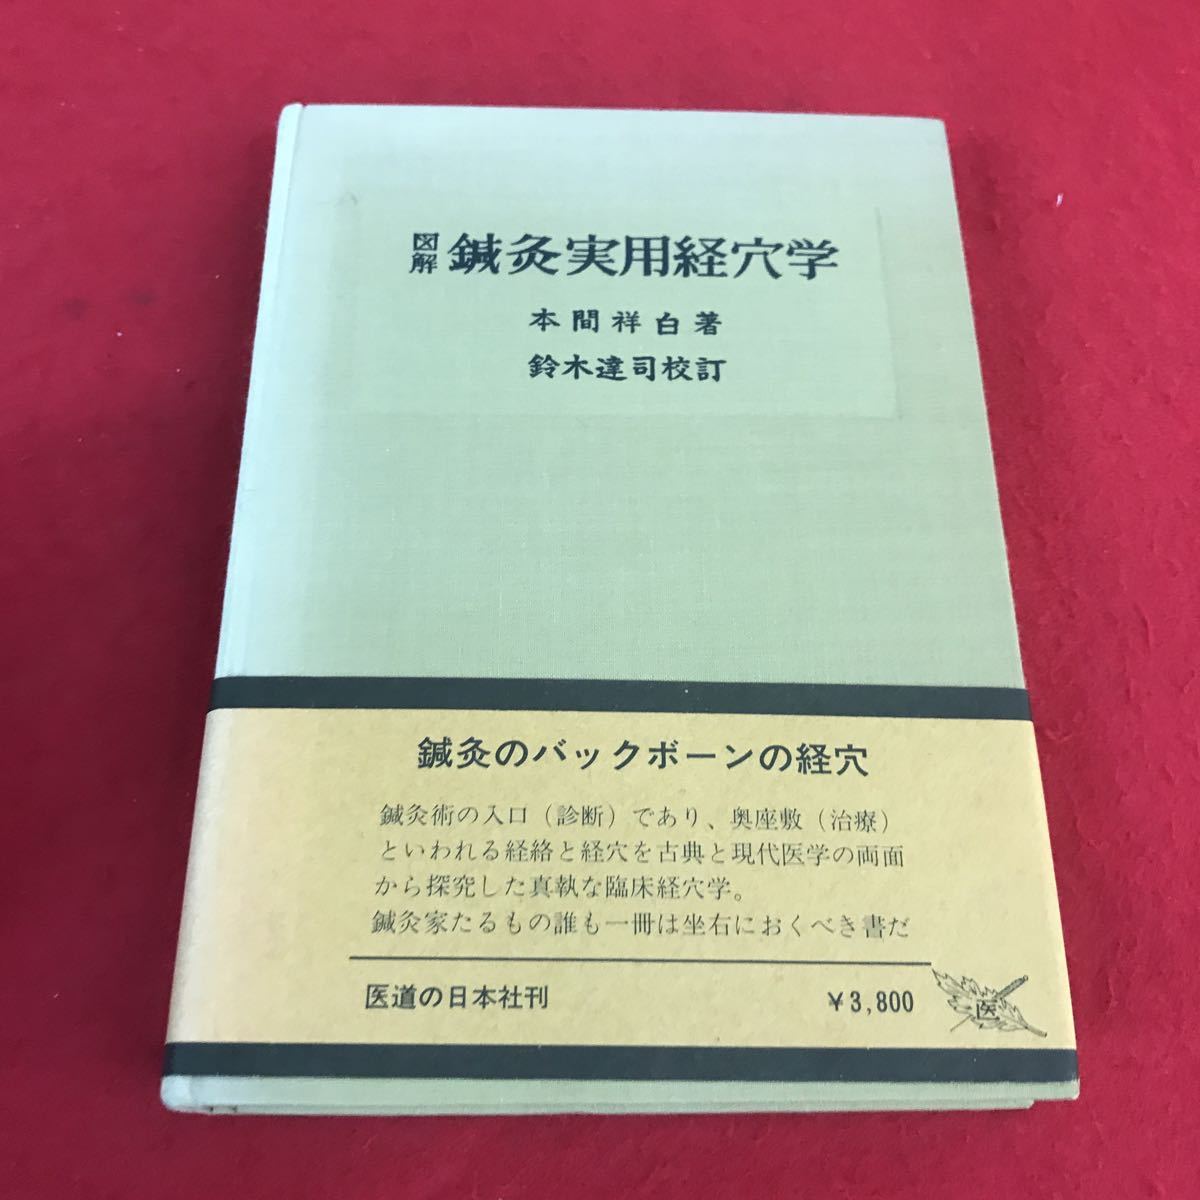 図解 鍼灸実用経穴学
本間祥白著
鈴木達司校訂
鍼灸のバックボーンの経穴
鍼灸術の入口（診断）であり、奥座敷（治療）
といわれる経絡と経穴を古典と現代医学の両面
から探究した真執な臨床経穴学。
鍼灸家たるもの誰も一冊は坐右におくべき書だ
医道の日本社刊 ￥3,800
医